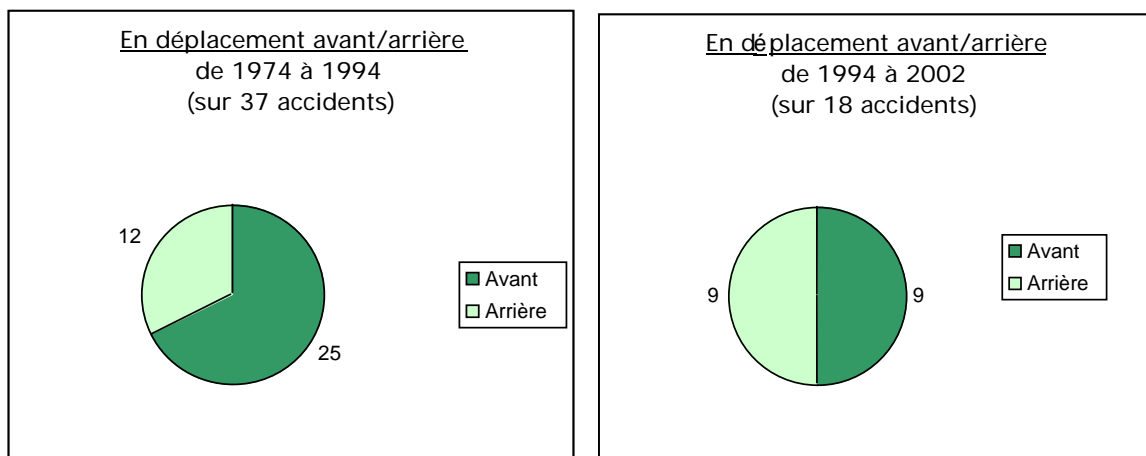 En déplacement avant/arrière
de 1974 à 1994
(sur 37 accidents)
12
25
Avant
Arrière
En déplacement avant/arrière
de 1994 à 2002
(sur 18 accidents)
9
9
Avant
Arrière